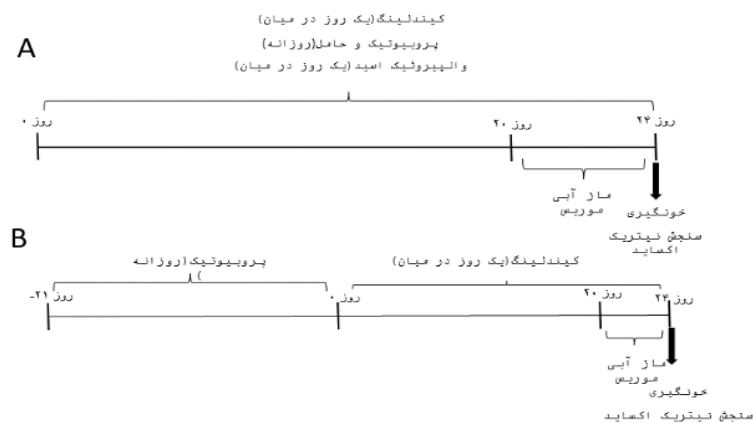 کیندلینگ(یک روز در میان)
A
پروبیوتیک و حامل(روزانه)
والپیروئیک اسید(یک روز در میان)
روز ۰
روز ۲۰
روز ۲۴
ماز آبی
موریس
خونگیری
سنجش نیتریک
اکساید
B
پروبیوتیک(روزانه
)
کیندلینگ(یک روز در میان)
روز ۲۱-
روز ۰
روز ۲۰
روز ۲۴
ماز آبی
موریس
خونگیری
سنجش نیتریک اکساید